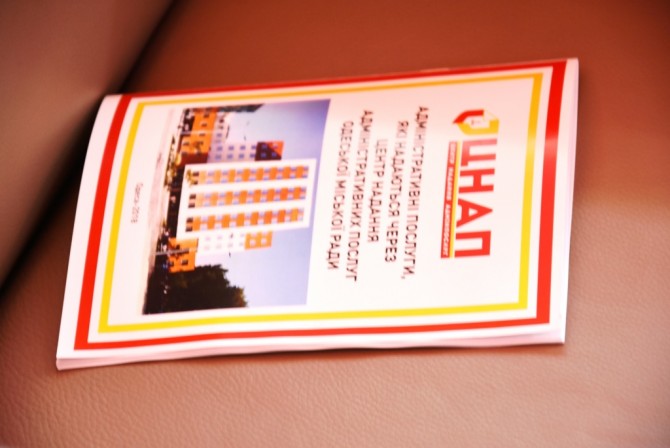 ЦНАП
АДМІНІСТРАТИВНІ ПОСЛУГИ,
ЯКІ НАДАЮТЬСЯ ЧЕРЕЗ
ЦЕНТР НАДАННЯ
АДМІНІСТРАТИВНИХ ПОСЛУГ
ОДЕСЬКОЇ МІСЬКОЇ РАДИ